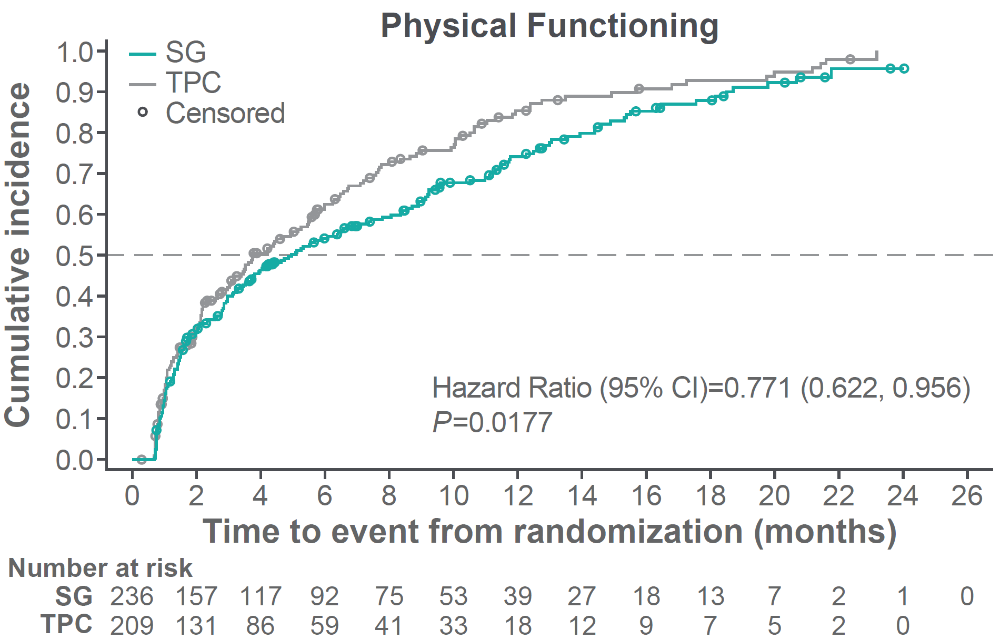 Physical Functioning
SG
TPC
Censored
Cumulative incidence
1.0
0.9
0.8
0.7
0.6
0.5
0.4
0.3
0.2
0.1
0.0
Hazard Ratio (95% CI)=0.771 (0.622, 0.956)
P=0.0177
0 2 4 6 8 10 12 14 16 18 20 22 24 26
Time to event from randomization (months)
Number at risk
SG 236 157 117 92 75 53 39 27 18 13 7 2 1 0
TPC 209 131 86 59 41 33 18 12 9 7 5 2 0